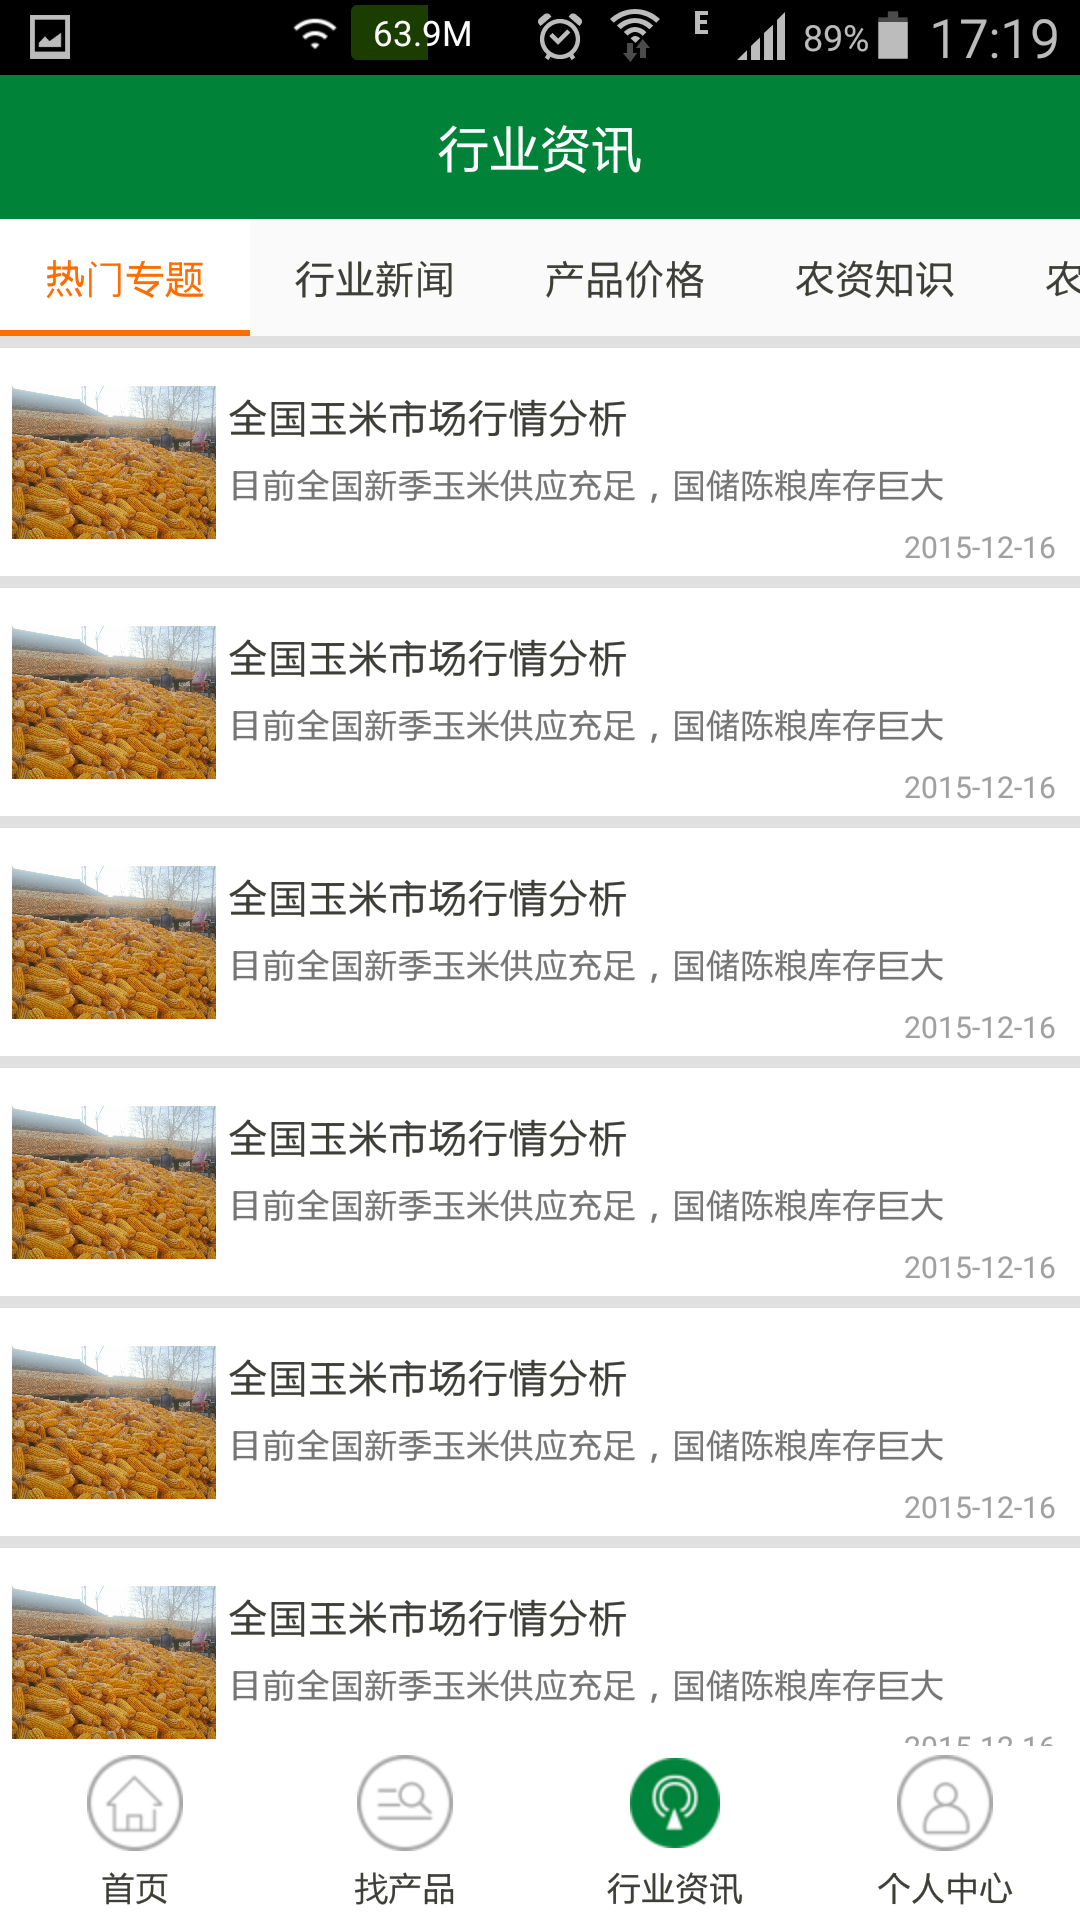 63.9M E 89% 17:19
行业资讯
热门专题 行业新闻 产品价格 农资知识 农
全国玉米市场行情分析
目前全国新季玉米供应充足，国储陈粮库存巨大
2015-12-16
全国玉米市场行情分析
目前全国新季玉米供应充足，国储陈粮库存巨大
2015-12-16
全国玉米市场行情分析
目前全国新季玉米供应充足，国储陈粮库存巨大
2015-12-16
全国玉米市场行情分析
目前全国新季玉米供应充足，国储陈粮库存巨大
2015-12-16
全国玉米市场行情分析
目前全国新季玉米供应充足，国储陈粮库存巨大
2015-12-16
全国玉米市场行情分析
目前全国新季玉米供应充足，国储陈粮库存巨大
2015-12-16
首页 找产品 行业资讯 个人中心